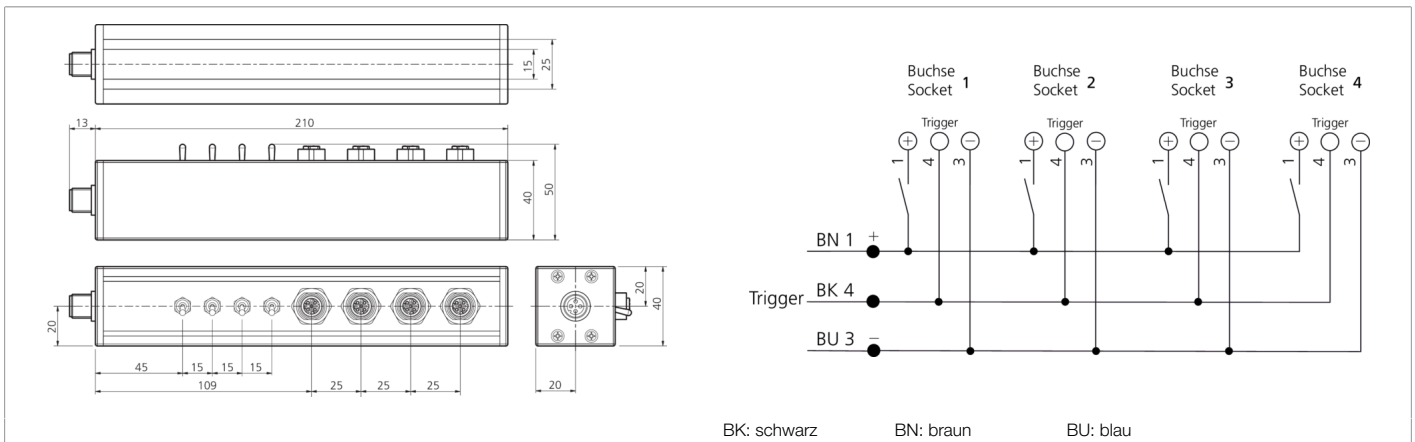 15
25
13
210
40
50
20
45
15
15
15
109
25
25
25
20
20
40
Buchse
Socket 1
Buchse
Socket 2
Buchse
Socket 3
Buchse
Socket 4
Trigger
Trigger
Trigger
Trigger
+ − + − + − + −
1 4 3 1 4 3 1 4 3 1 4 3
BN 1 +
Trigger BK 4
BU 3 −
BK: schwarz BN: braun BU: blau